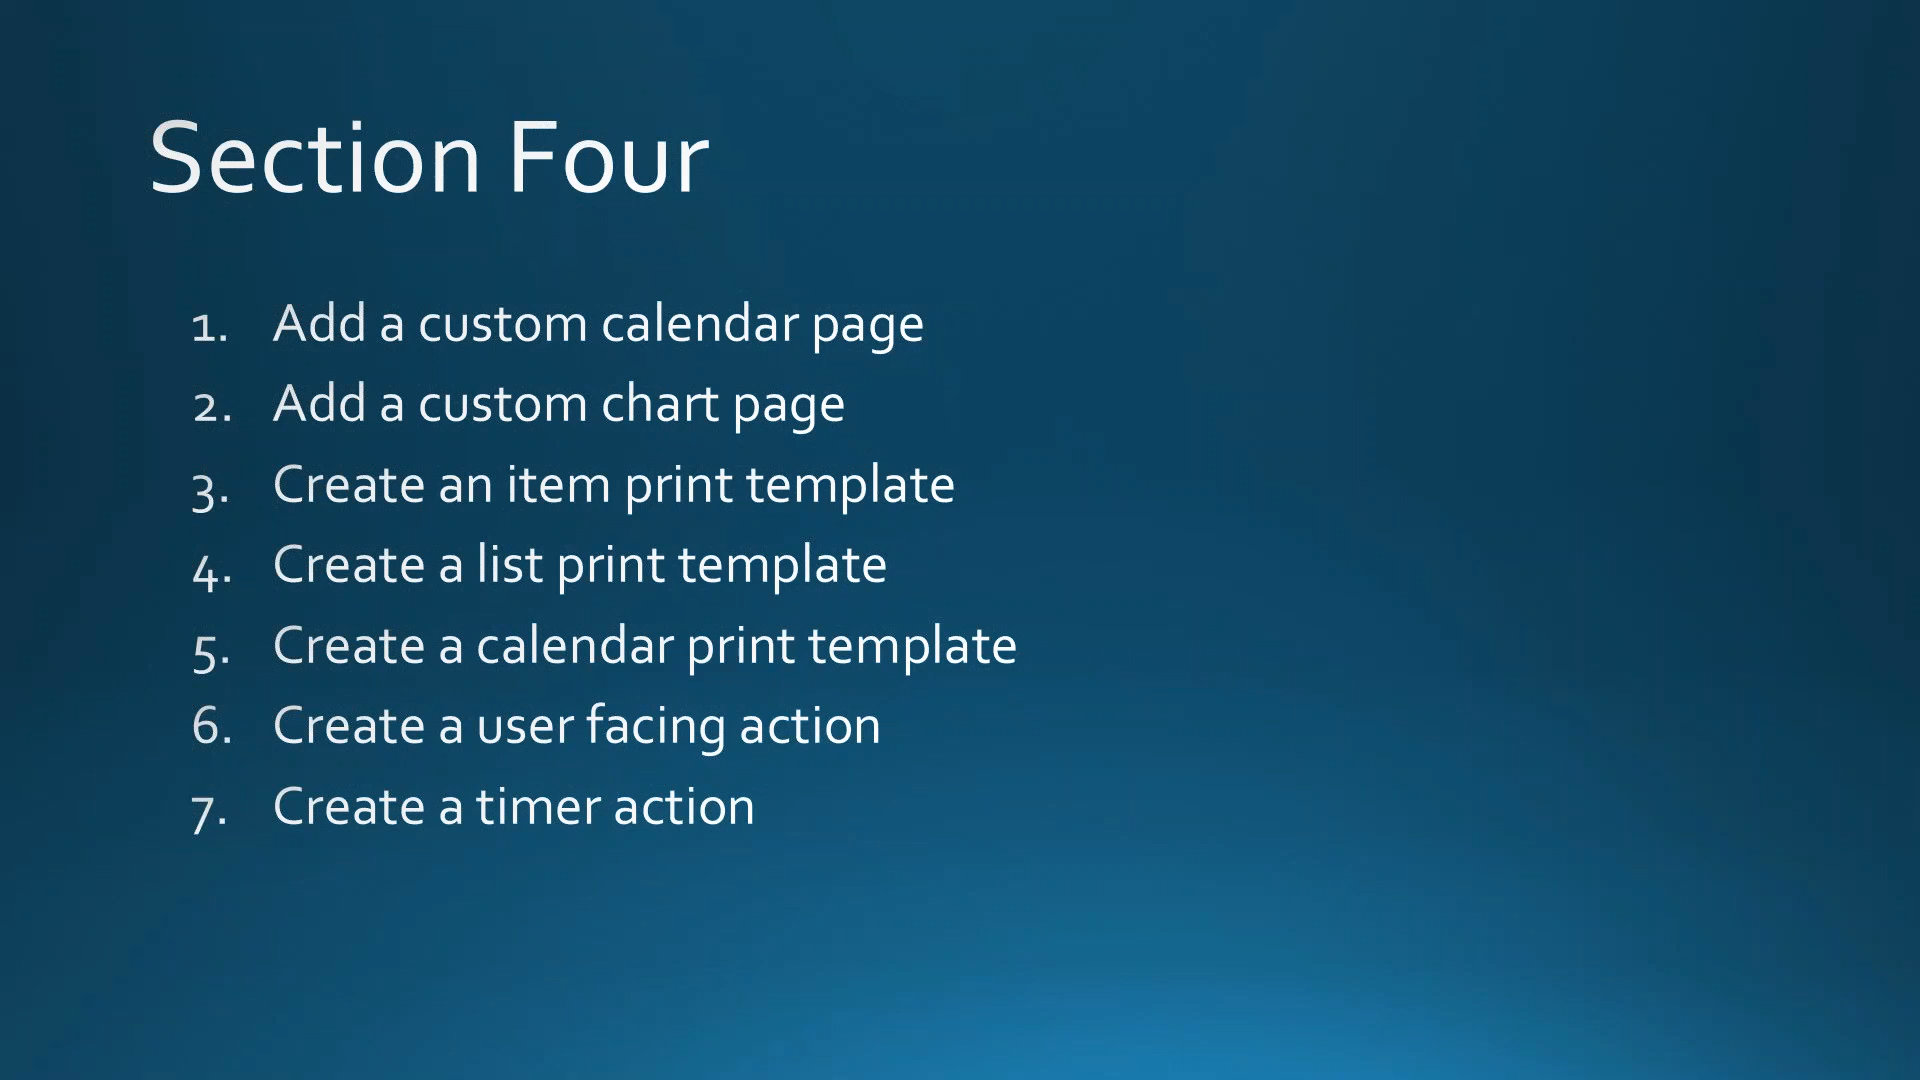 Section Four
1. Add a custom calendar page
2. Add a custom chart page
3. Create an item print template
4. Create a list print template
5. Create a calendar print template
6. Create a user facing action
7. Create a timer action